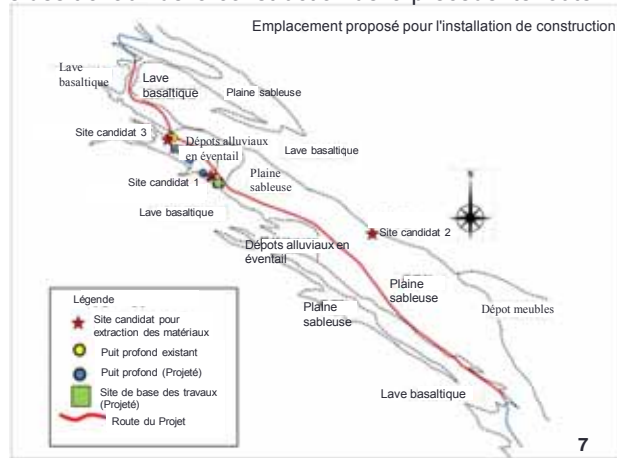 Emplacement proposé pour l'installation de construction
Lave
basaltique
Lave
basaltique
Plaine sableuse
Site candidat 3
Dépots alluviaux
en éventail
Lave basaltique
Site candidat 1
Plaine
sableuse
Lave basaltique
Site candidat 2
Dépots alluviaux en
éventail
Plaine
sableuse
Plaine
sableuse
Dépot meubles
Lave basaltique
Légende
Site candidat pour
extraction des matériaux
Puit profond existant
Puit profond (Projeté)
Site de base des travaux
(Projeté)
Route du Projet
7